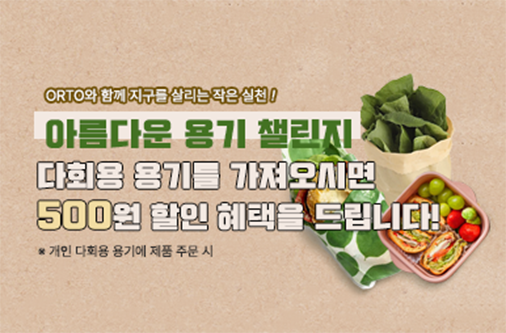 ORTO와 함께 지구를 살리는 작은 실천!
아름다운 용기 챌린지
다회용 용기를 가져오시면
500원 할인 혜택을 드립니다!
※ 개인 다회용 용기에 제품 주문 시